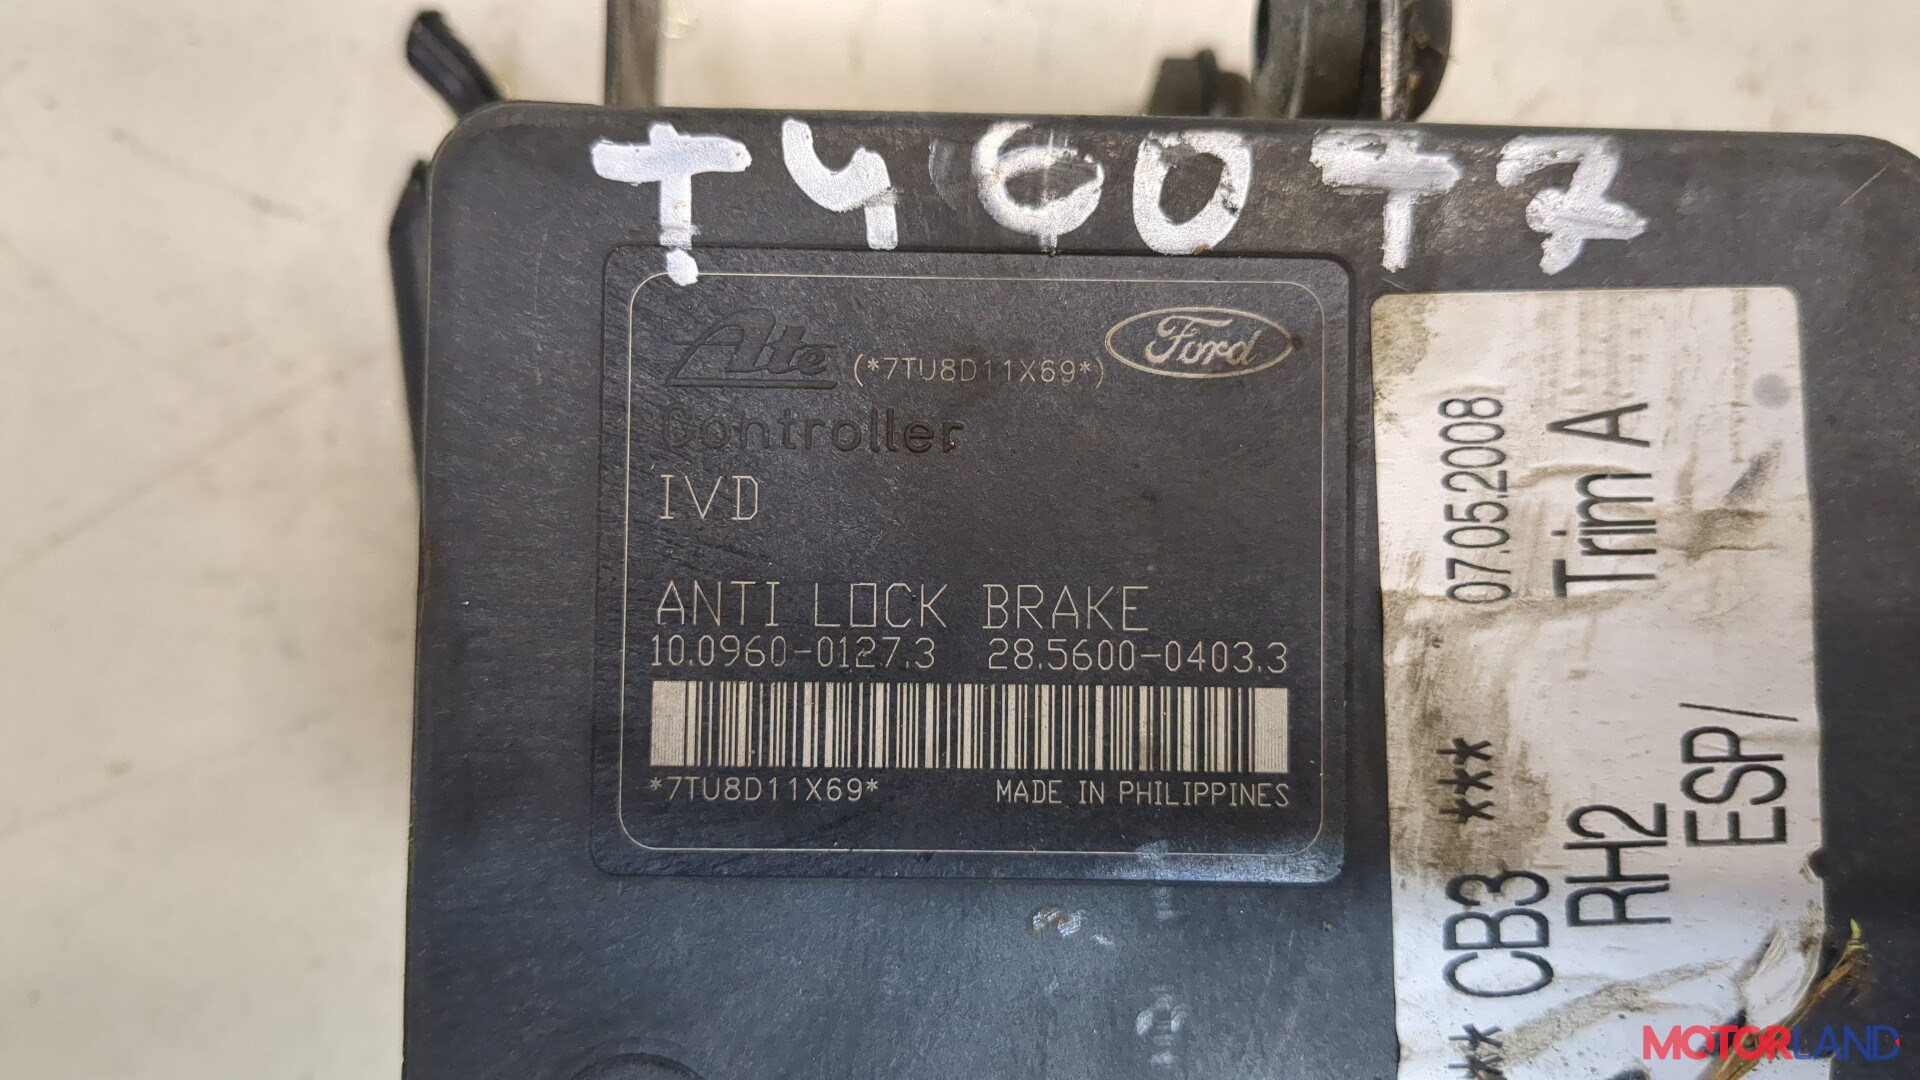 T46077
Ate (*7TU8D11X69*) Ford
Controller
IVD
ANTI LOCK BRAKE
10.0960-0127.3 28.5600-0403.3
*7TU8D11X69* MADE IN PHILIPPINES
** CB3 *** 07.05.2008
RH2 Trim A
ESP/
MOTORLAND